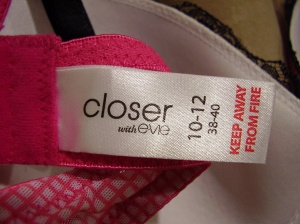 closer
with evie
10-12
38-40
KEEP AWAY
FROM FIRE